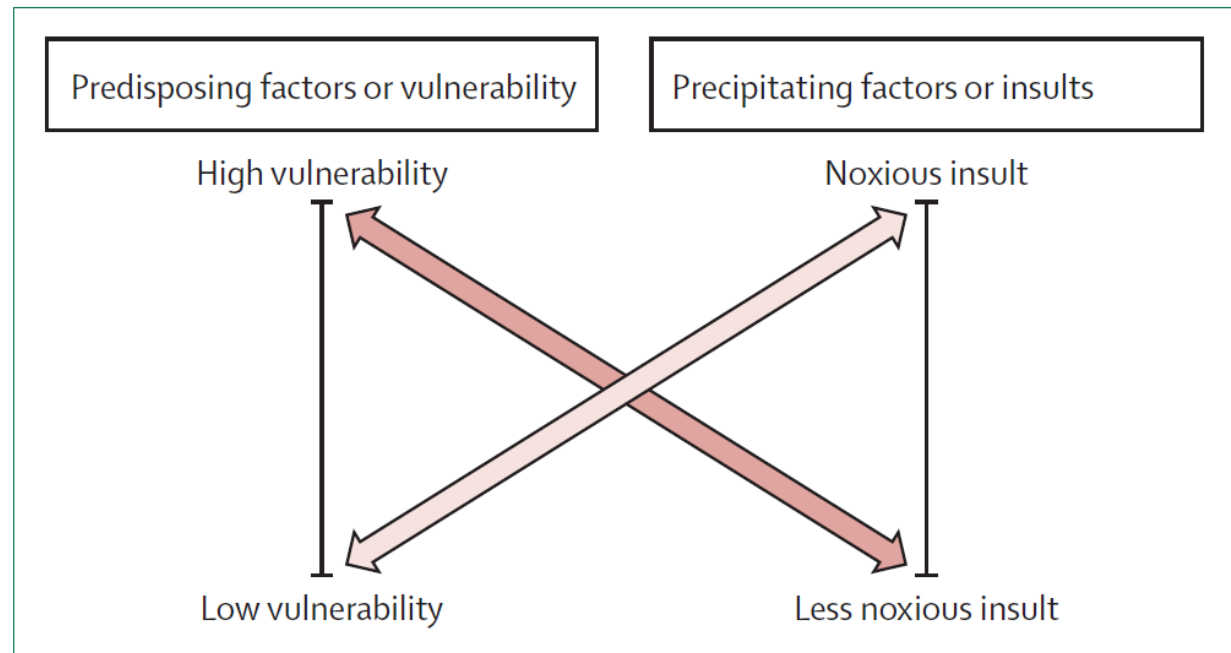 Predisposing factors or vulnerability
Precipitating factors or insults
High vulnerability
Noxious insult
Low vulnerability
Less noxious insult